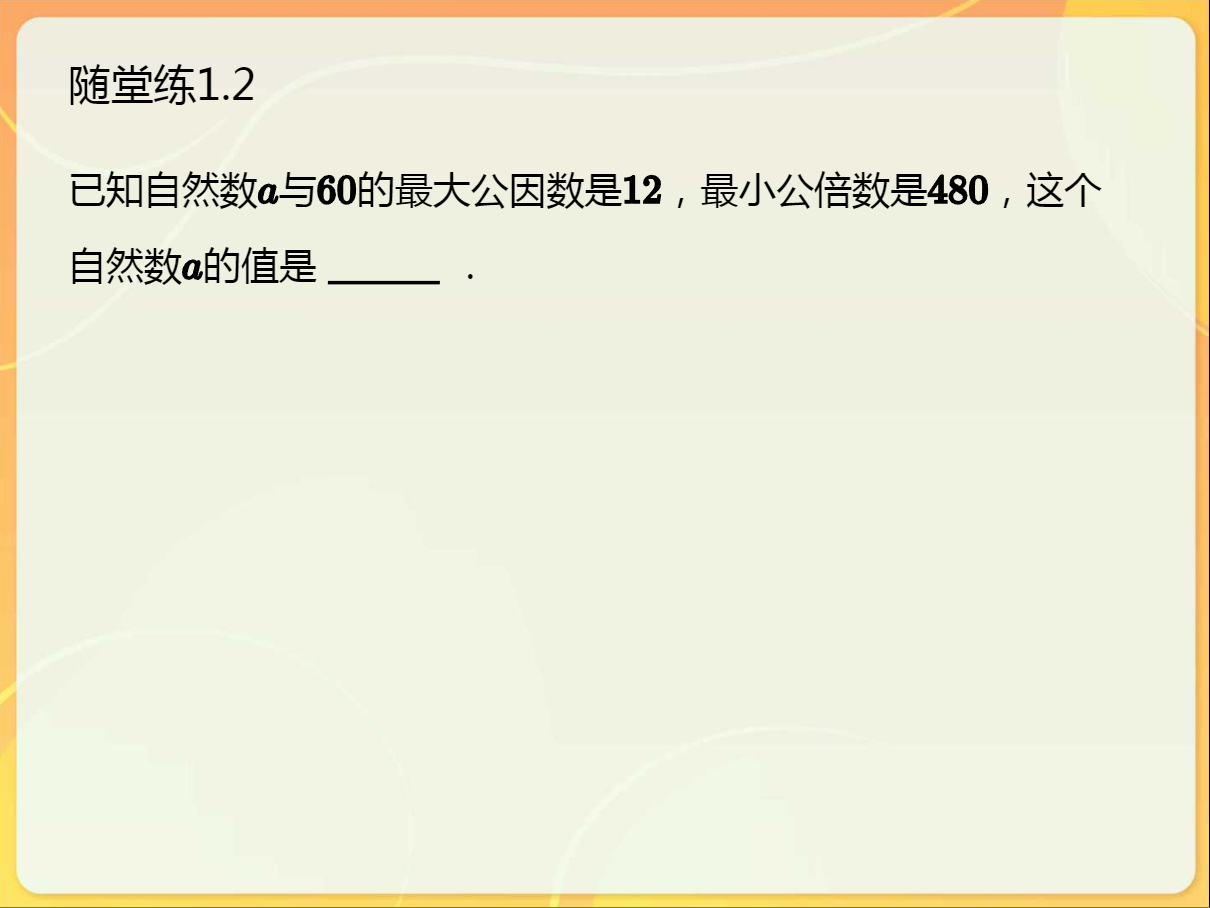 随堂练1.2
已知自然数a与60的最大公因数是12，最小公倍数是480，这个
自然数a的值是 ______ .